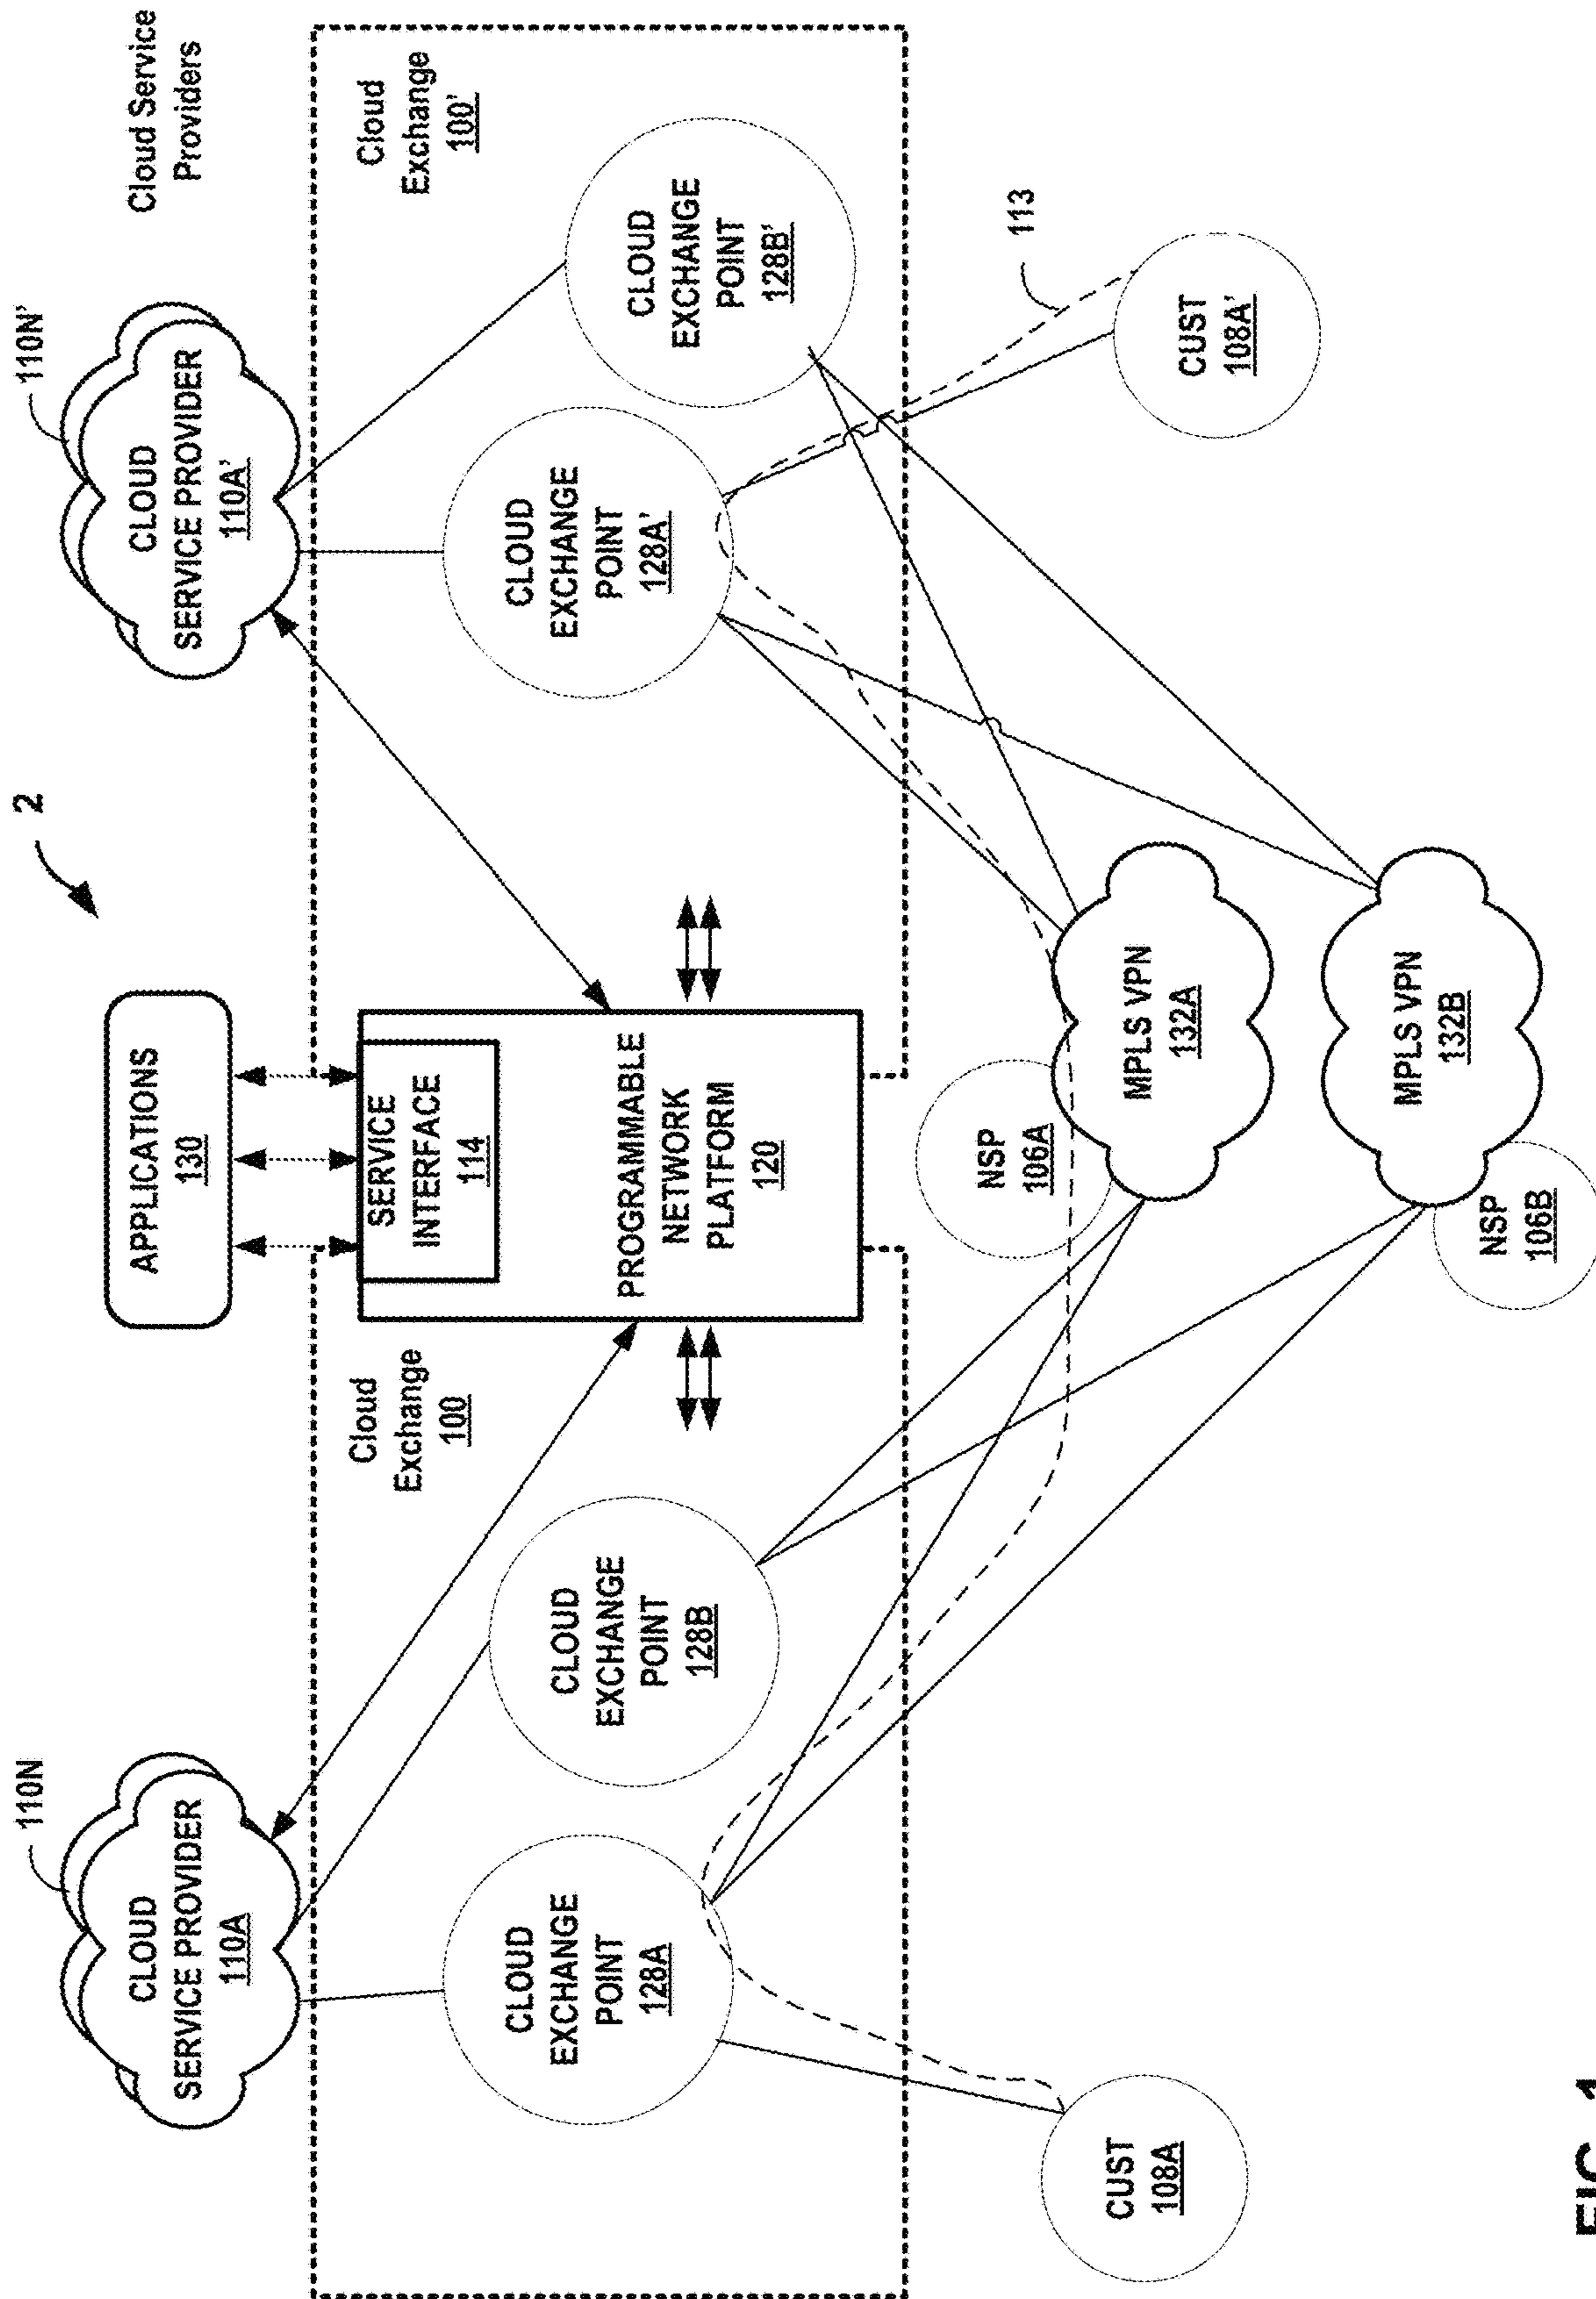 2
110N
110N'
Cloud Service
Providers
CLOUD
SERVICE PROVIDER
110A
APPLICATIONS
130
CLOUD
SERVICE PROVIDER
110A'
Cloud
Exchange
100
SERVICE
INTERFACE
114
Cloud
Exchange
100'
CLOUD
EXCHANGE
POINT
128A
CLOUD
EXCHANGE
POINT
128B
PROGRAMMABLE
NETWORK
PLATFORM
120
CLOUD
EXCHANGE
POINT
128A'
CLOUD
EXCHANGE
POINT
128B'
NSP
106A
113
CUST
108A
MPLS VPN
132A
CUST
108A'
MPLS VPN
132B
NSP
106B
FIG. 1